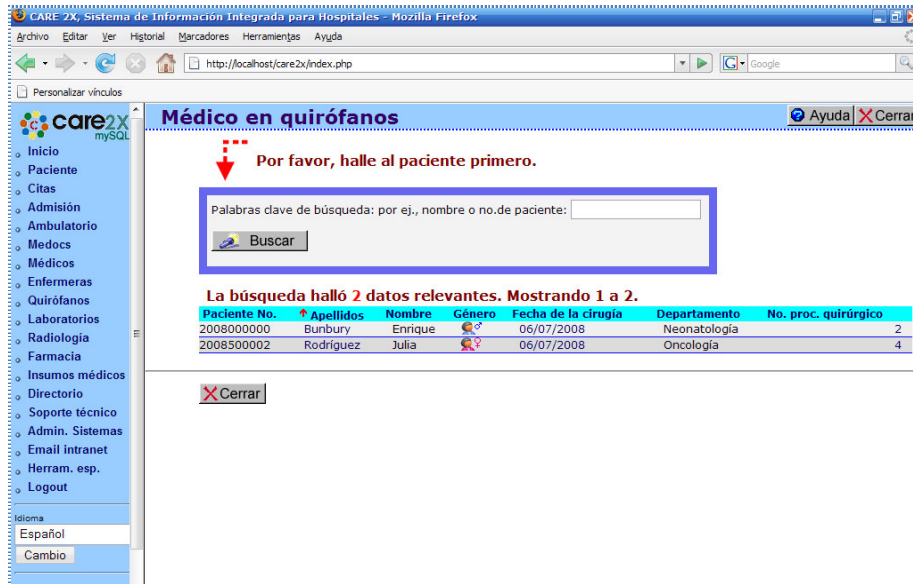 CARE 2X, Sistema de Información Integrada para Hospitales - Mozilla Firefox
Archivo Editar Ver Historial Marcadores Herramientas Ayuda
http://localhost/care2x/index.php
G Google
Personalizar vínculos
care2x
mySQL
Inicio
Paciente
Citas
Admisión
Ambulatorio
Medocs
Médicos
Enfermeras
Quirófanos
Laboratorios
Radiología
Farmacia
Insumos médicos
Directorio
Soporte técnico
Admin. Sistemas
Email intranet
Herram. esp.
Logout
Idioma
Español
Cambio
Médico en quirófanos
Ayuda Cerrar
Por favor, halle al paciente primero.
Palabras clave de búsqueda: por ej., nombre o no.de paciente:
Buscar
La búsqueda halló 2 datos relevantes. Mostrando 1 a 2.
Paciente No. Apellidos Nombre Género Fecha de la cirugía Departamento No. proc. quirúrgico
2008000000 Bunbury Enrique 06/07/2008 Neonatología 2
2008500002 Rodríguez Julia 06/07/2008 Oncología 4
Cerrar